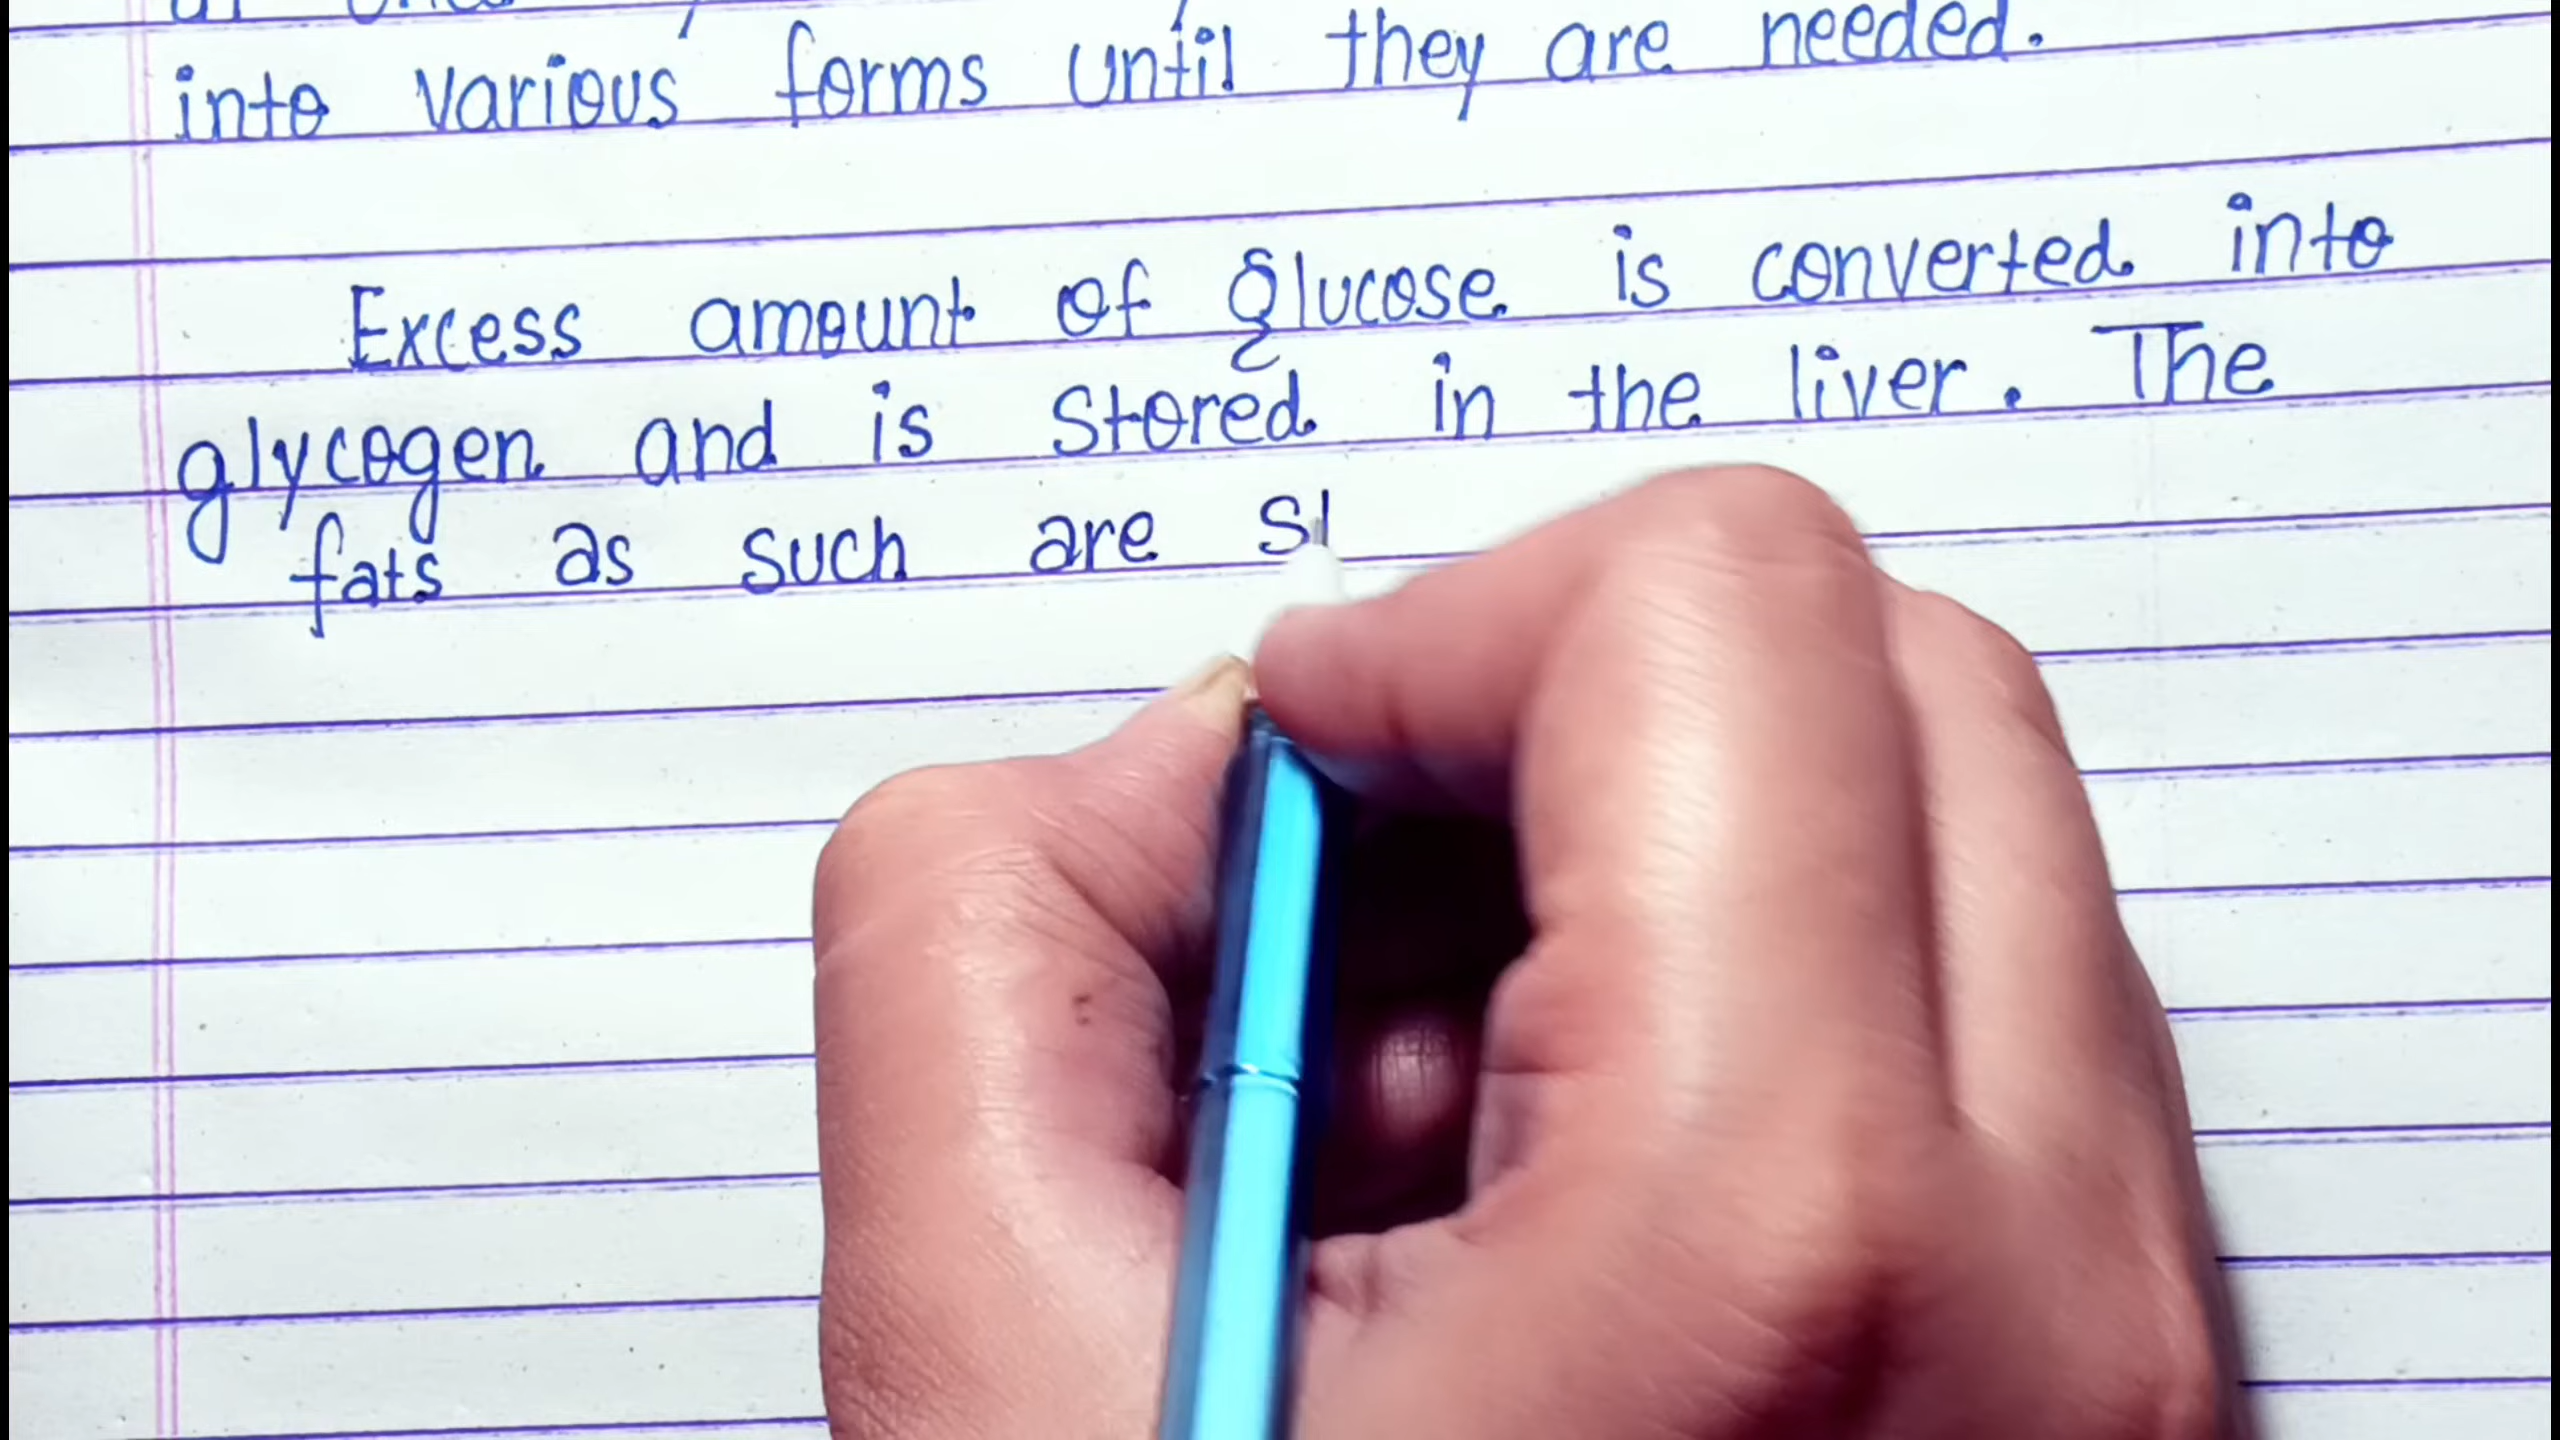 into various forms until they are needed.
Excess amount of glucose is converted into
glycogen and is stored in the liver. The
fats as such are